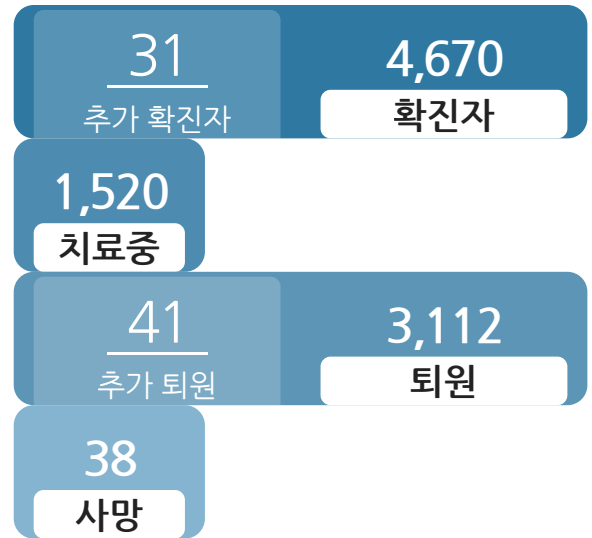 31
추가 확진자
4,670
확진자
1,520
치료중
41
추가 퇴원
3,112
퇴원
38
사망